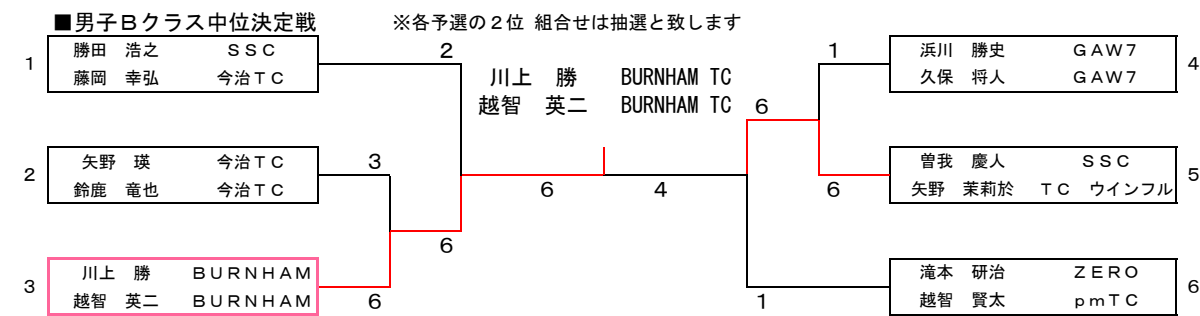 ■男子Ｂクラス中位決定戦　※各予選の２位 組合せは抽選と致します
1 勝田　浩之　ＳＳＣ
藤岡　幸弘　今治ＴＣ
2
川上　勝　BURNHAM TC
越智　英二　BURNHAM TC
1
浜川　勝史　ＧＡＷ７ 4
久保　将人　ＧＡＷ７
6
2 矢野　瑛　今治ＴＣ
鈴鹿　竜也　今治ＴＣ
3
6
4
6
曽我　慶人　ＳＳＣ 5
矢野　茉莉於　ＴＣ　ウインフル
6
3 川上　勝　ＢＵＲＮＨＡＭ
越智　英二　ＢＵＲＮＨＡＭ
6
1
滝本　研治　ＺＥＲＯ 6
越智　賢太　ｐｍＴＣ